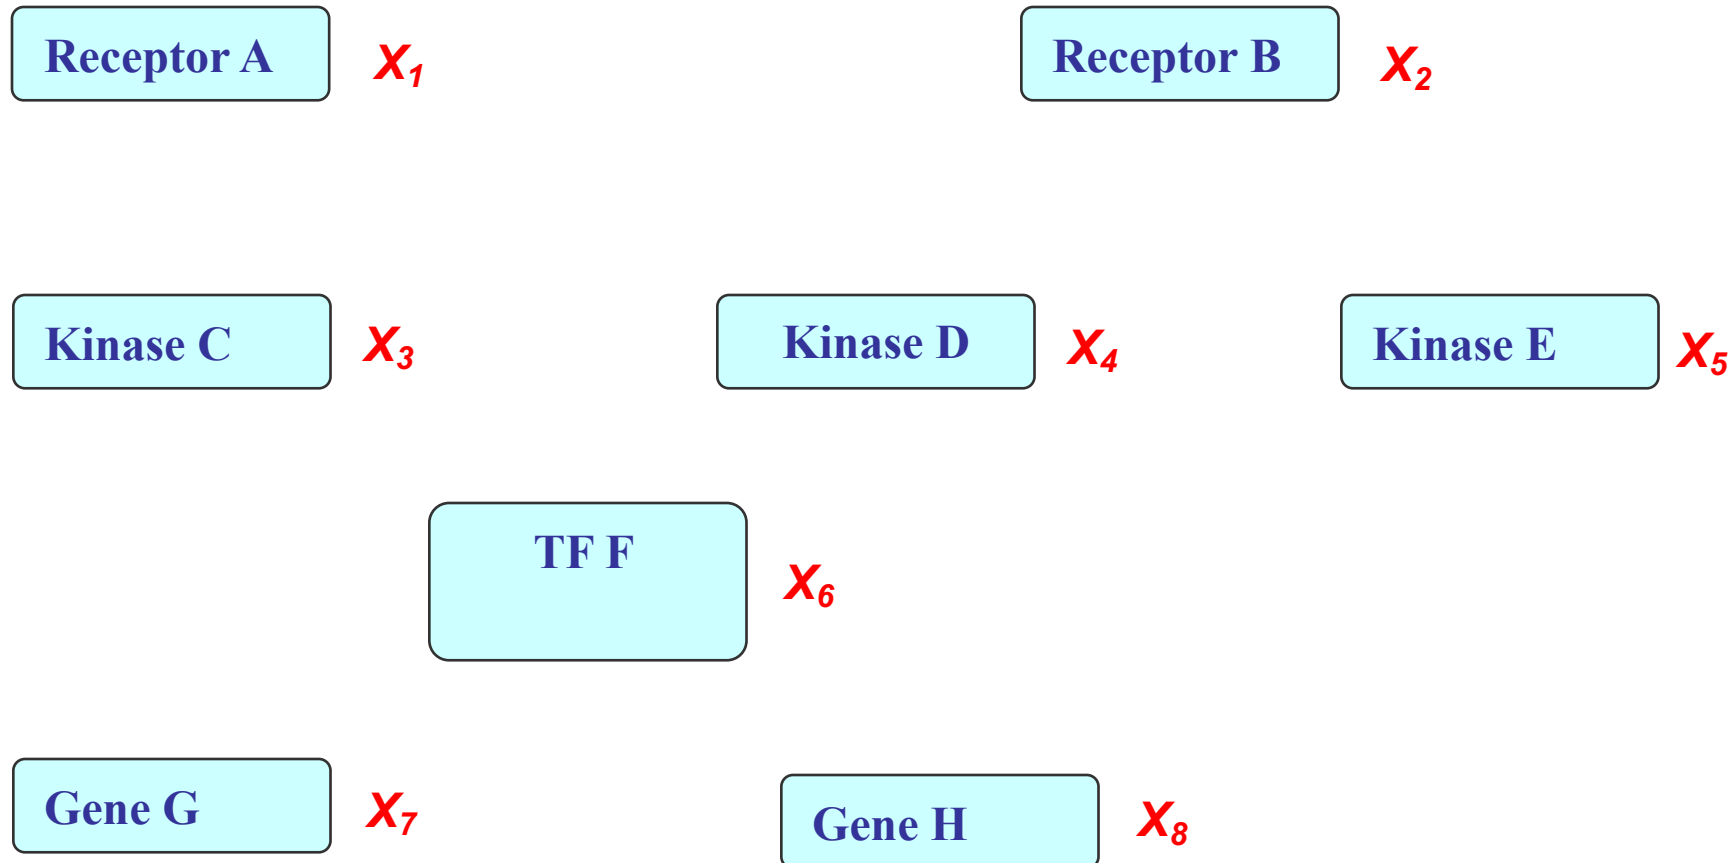 Receptor A X1
Receptor B X2
Kinase C X3
Kinase D X4
Kinase E X5
TF F X6
Gene G X7
Gene H X8